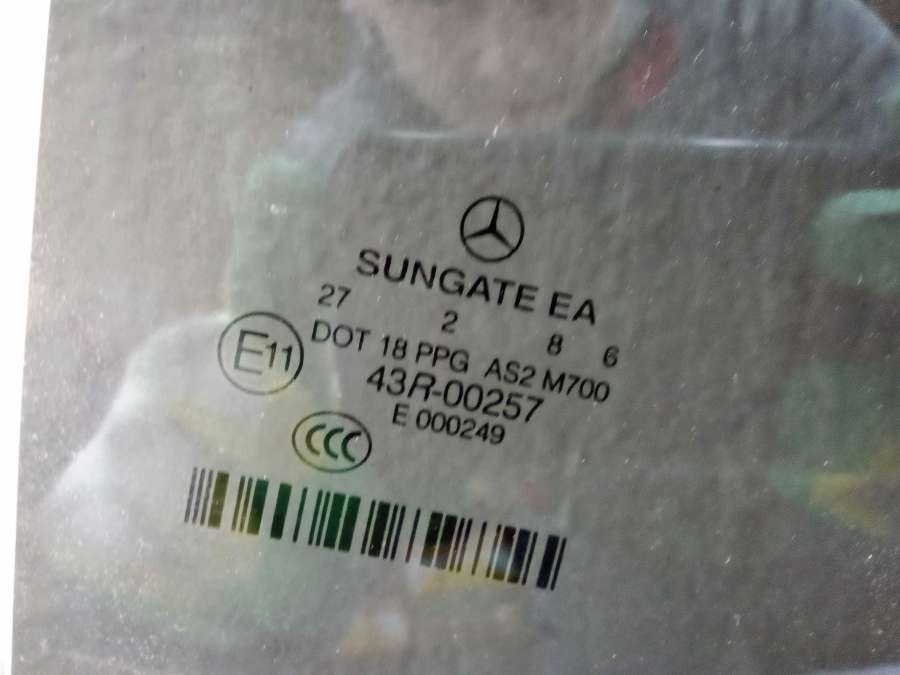 SUNGATE EA
27 2 8 6
DOT 18 PPG AS2 M700
E11
43R-00257
E 000249
CCC